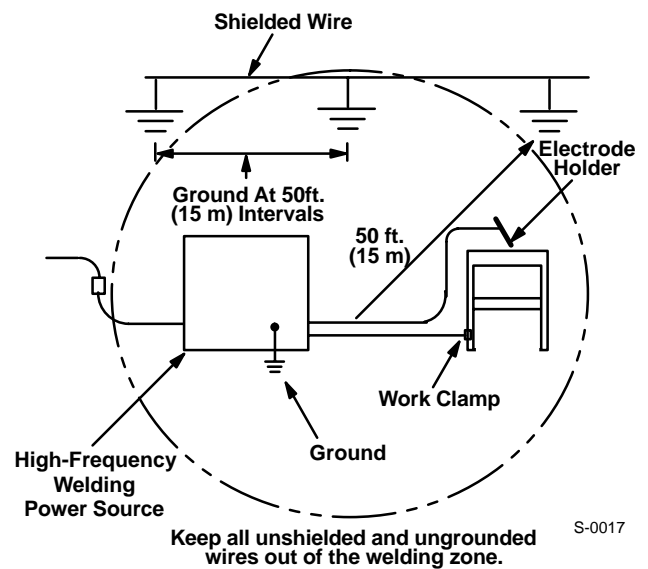 Shielded Wire
Electrode
Holder
Ground At 50ft.
(15 m) Intervals
50 ft.
(15 m)
Work Clamp
Ground
High-Frequency
Welding
Power Source
S-0017
Keep all unshielded and ungrounded
wires out of the welding zone.